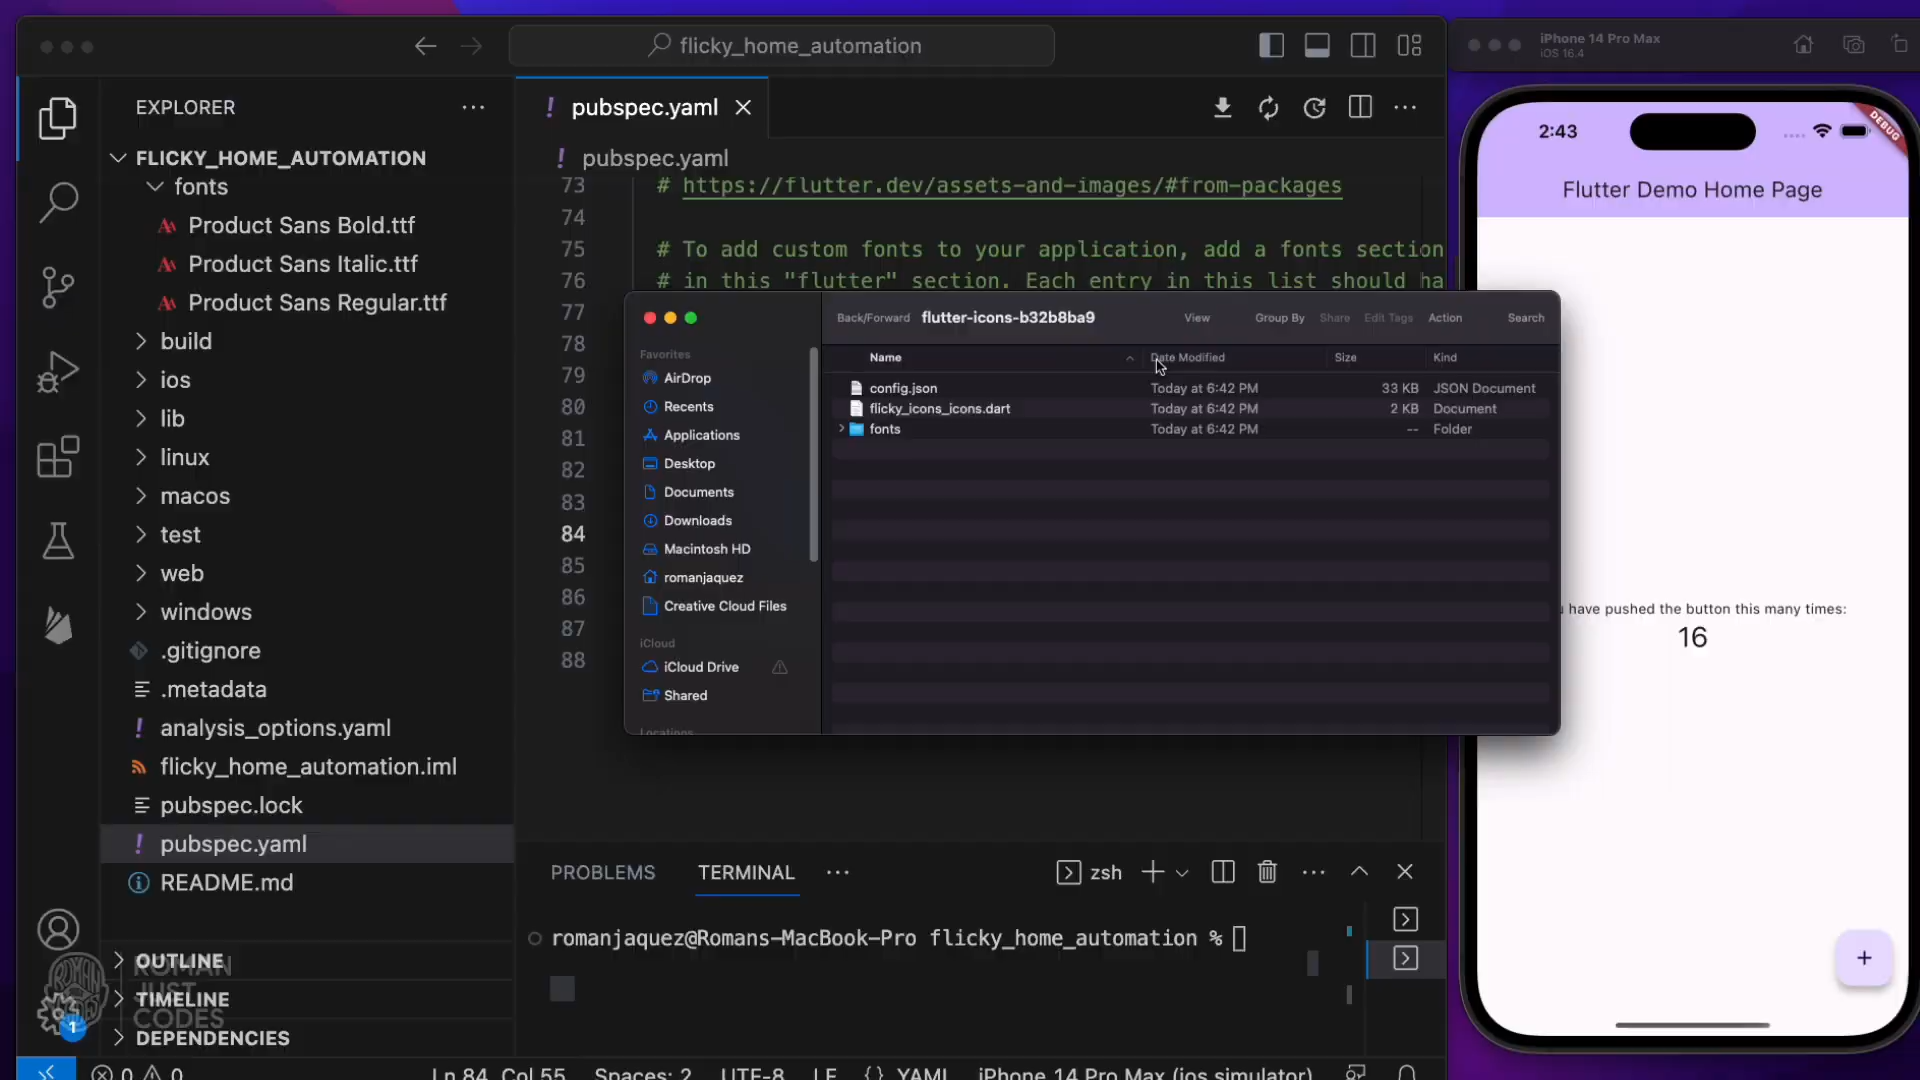 flicky_home_automation
iPhone 14 Pro Max
iOS 16.4
EXPLORER
FLICKY_HOME_AUTOMATION
fonts
Product Sans Bold.ttf
Product Sans Italic.ttf
Product Sans Regular.ttf
build
ios
lib
linux
macos
test
web
windows
.gitignore
.metadata
analysis_options.yaml
flicky_home_automation.iml
pubspec.lock
pubspec.yaml
README.md
OUTLINE
TIMELINE
DEPENDENCIES
ROMAN
JUST
CODES
1
! pubspec.yaml
! pubspec.yaml
73 # https://flutter.dev/assets-and-images/#from-packages
74
75 # To add custom fonts to your application, add a fonts section
76 # in this "flutter" section. Each entry in this list should ha
77
78
79
80
81
82
83
84
85
86
87
88
Back/Forward flutter-icons-b32b8ba9 View Group By Share Edit Tags Action Search
Favorites
AirDrop
Recents
Applications
Desktop
Documents
Downloads
Macintosh HD
romanjaquez
Creative Cloud Files
iCloud
iCloud Drive
Shared
Locations
Name Date Modified Size Kind
config.json Today at 6:42 PM 33 KB JSON Document
flicky_icons_icons.dart Today at 6:42 PM 2 KB Document
fonts Today at 6:42 PM -- Folder
PROBLEMS TERMINAL zsh
romanjaquez@Romans-MacBook-Pro flicky_home_automation %
0 0 Ln 84, Col 55 Spaces: 2 UTF-8 LF {} YAML iPhone 14 Pro Max (ios simulator)
2:43
DEBUG
Flutter Demo Home Page
have pushed the button this many times:
16
+